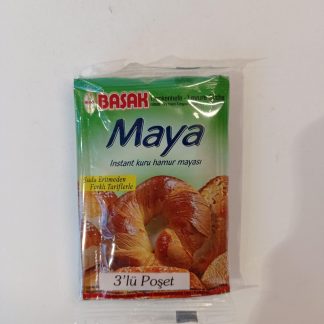 BAŞAK
Maya
Instant kuru hamur mayası
Suda Eritmeden
Farklı Tariflerle
3'lü Poşet